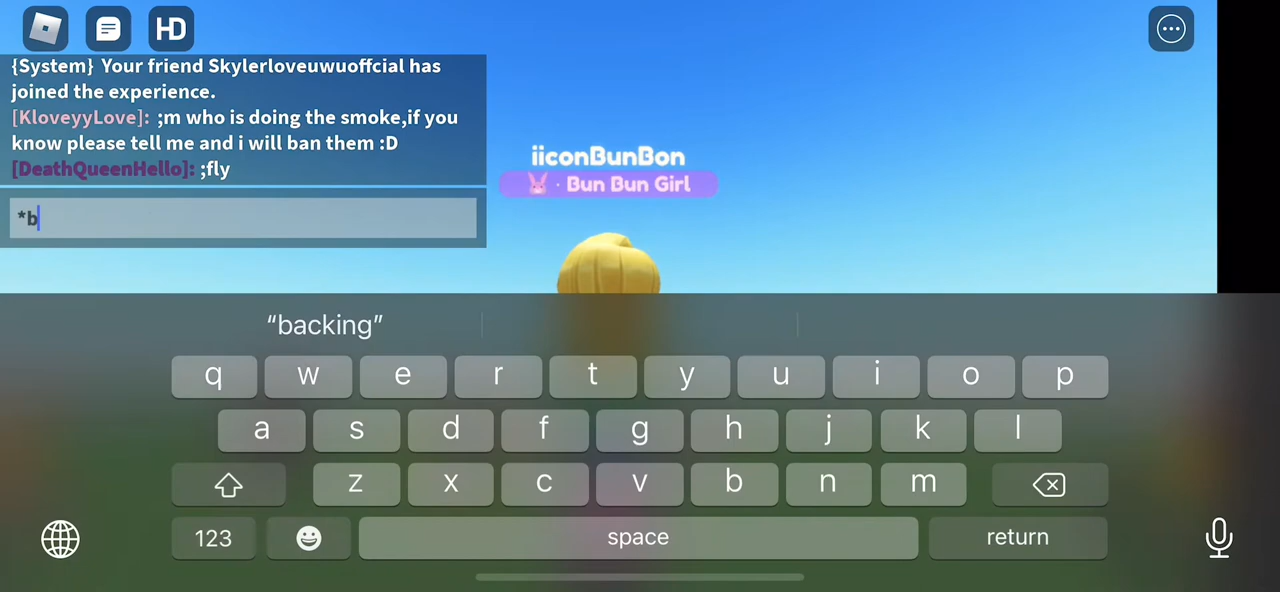 HD
{System} Your friend Skylerloveuwuoffcial has
joined the experience.
[KloveyyLove]: ;m who is doing the smoke,if you
know please tell me and i will ban them :D
[DeathQueenHello]: ;fly
*b
iiconBunBon
🐰 · Bun Bun Girl
“backing”
q w e r t y u i o p
a s d f g h j k l
z x c v b n m
123 space return